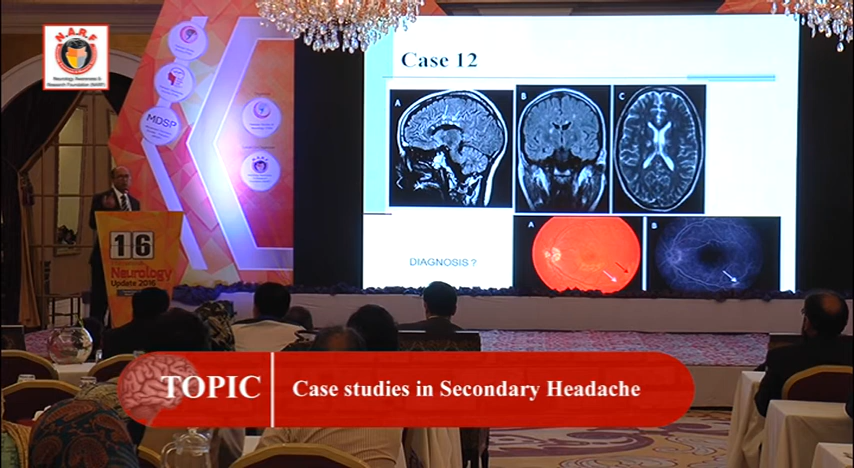 N.A.R.F
Neurology Awareness &
Research Foundation (NARF)
Case 12
A
B
C
MDSP
A
B
DIAGNOSIS ?
16
Neurology
Update 2016
TOPIC
Case studies in Secondary Headache